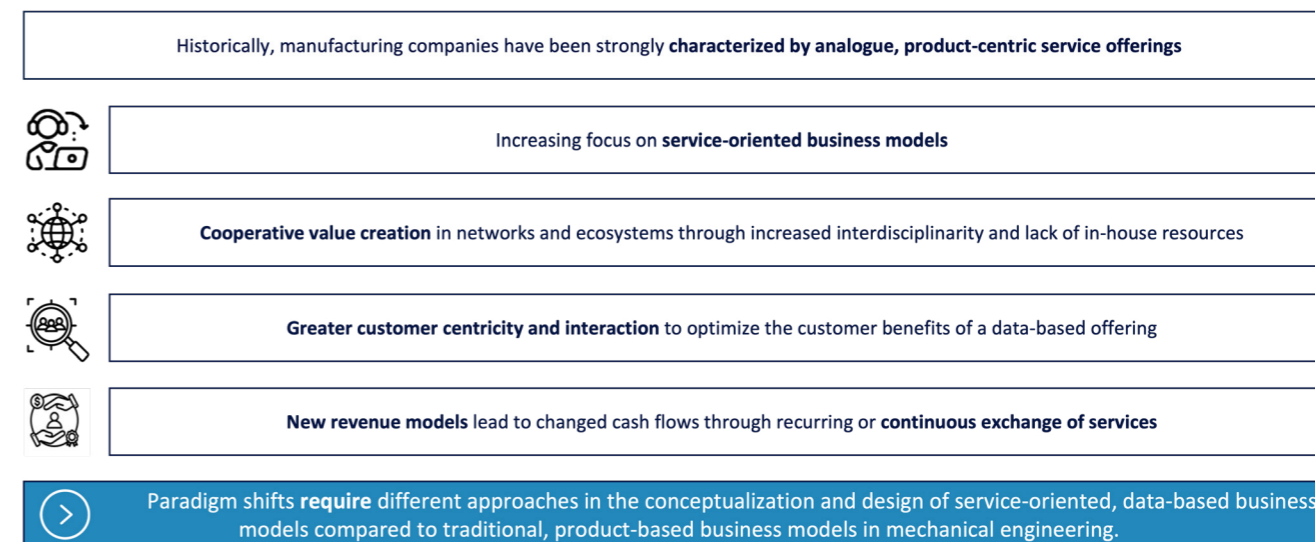 Historically, manufacturing companies have been strongly characterized by analogue, product-centric service offerings
Increasing focus on service-oriented business models
Cooperative value creation in networks and ecosystems through increased interdisciplinarity and lack of in-house resources
Greater customer centricity and interaction to optimize the customer benefits of a data-based offering
New revenue models lead to changed cash flows through recurring or continuous exchange of services
Paradigm shifts require different approaches in the conceptualization and design of service-oriented, data-based business
models compared to traditional, product-based business models in mechanical engineering.